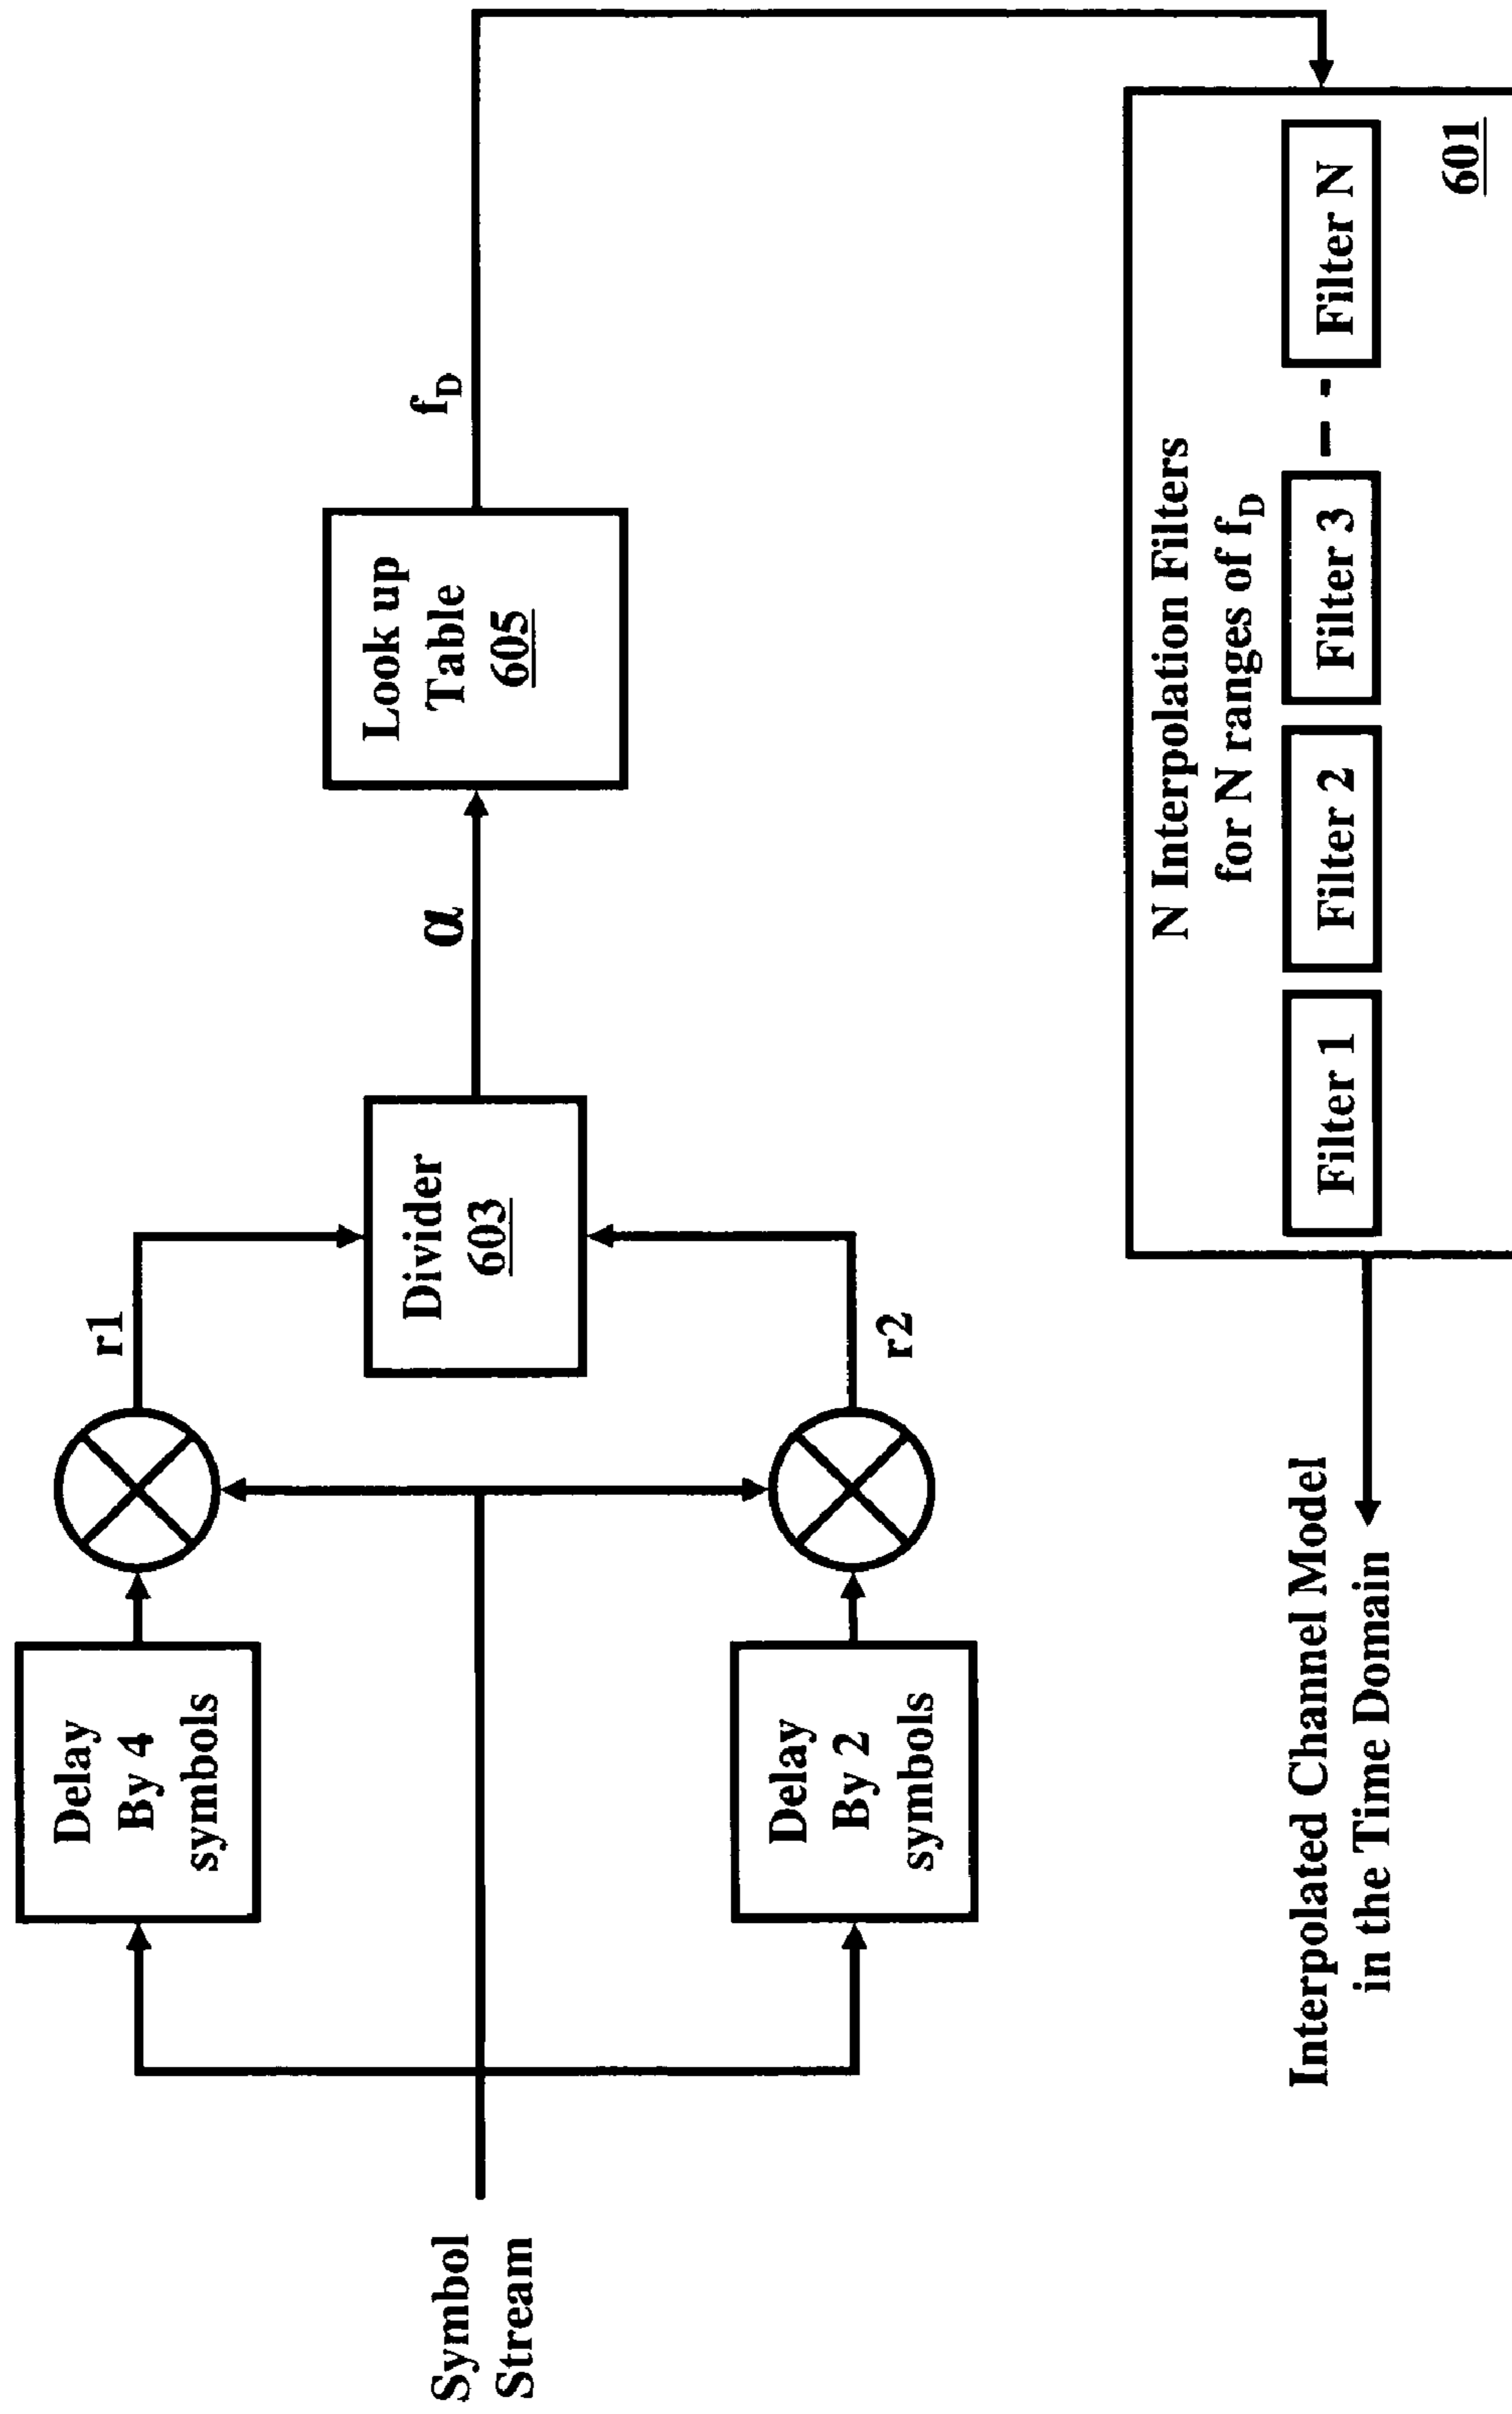 Symbol
Stream
Delay
By 4
symbols
Delay
By 2
symbols
r1
r2
Divider
603
α
Look up
Table
605
f_D
N Interpolation Filters
for N ranges of f_D
Filter 1
Filter 2
Filter 3
Filter N
601
Interpolated Channel Model
in the Time Domain